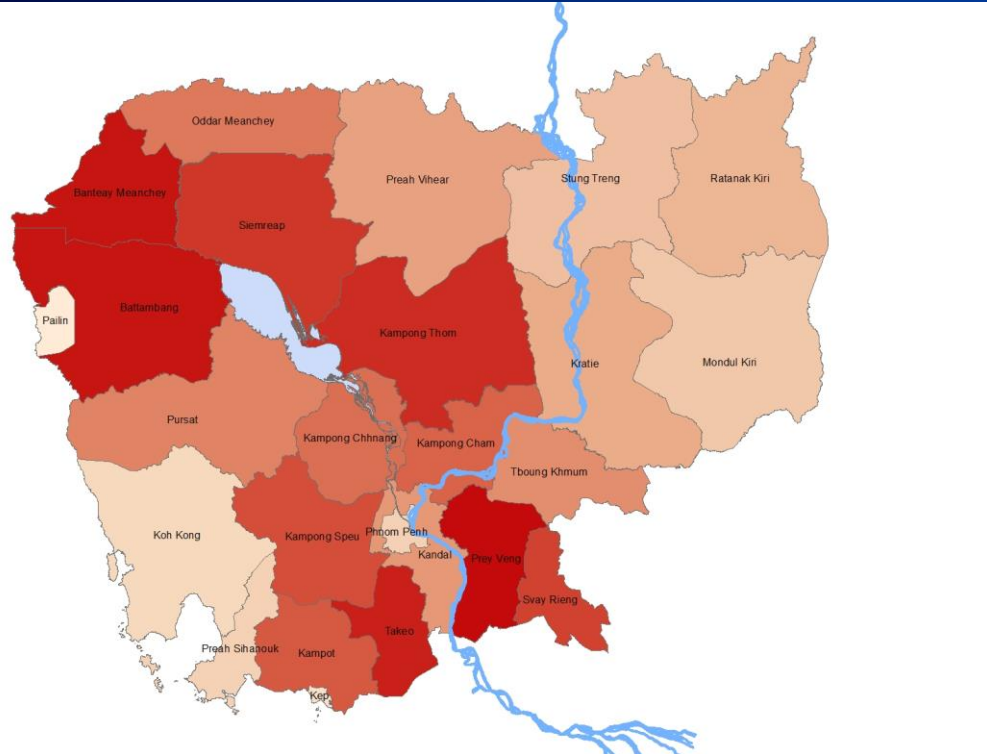 Oddar Meanchey
Banteay Meanchey
Preah Vihear
Stung Treng
Ratanak Kiri
Siemreap
Battambang
Pailin
Kampong Thom
Kratie
Mondul Kiri
Pursat
Kampong Chhnang
Kampong Cham
Tboung Khmum
Koh Kong
Kampong Speu
Phnom Penh
Kandal
Prey Veng
Svay Rieng
Takeo
Preah Sihanouk
Kampot
Kep